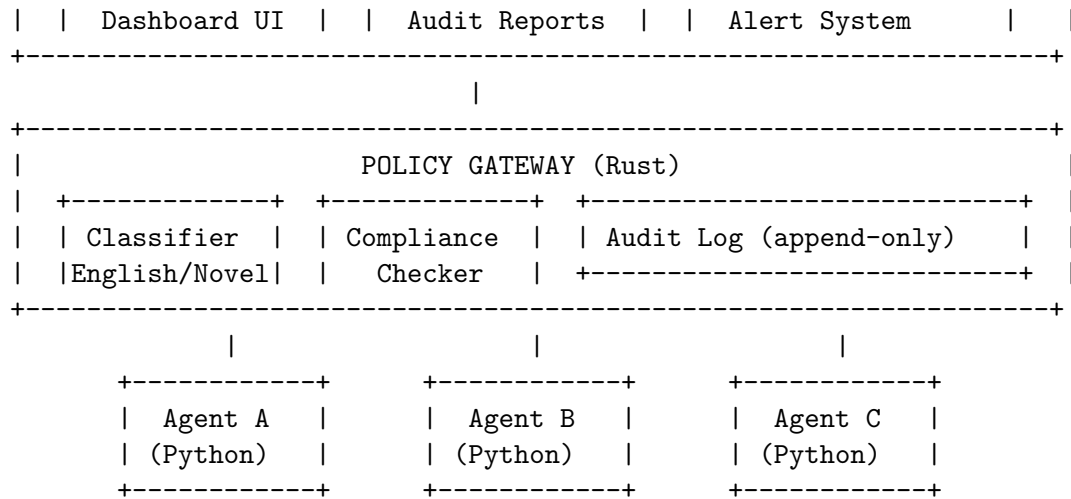 |  |  Dashboard UI  |  |  Audit Reports  |  |  Alert System      |   |
+-------------------------------------------------------------------+
                              |
+-------------------------------------------------------------------+
|                      POLICY GATEWAY (Rust)                         |
|  +-------------+  +-------------+  +----------------------------+  |
|  | Classifier  |  | Compliance  |  | Audit Log (append-only)    |  |
|  |English/Novel|  |   Checker   |  +----------------------------+  |
+-------------------------------------------------------------------+
              |                   |                   |
       +------------+      +------------+      +------------+
       |  Agent A   |      |  Agent B   |      |  Agent C   |
       | (Python)   |      | (Python)   |      | (Python)   |
       +------------+      +------------+      +------------+